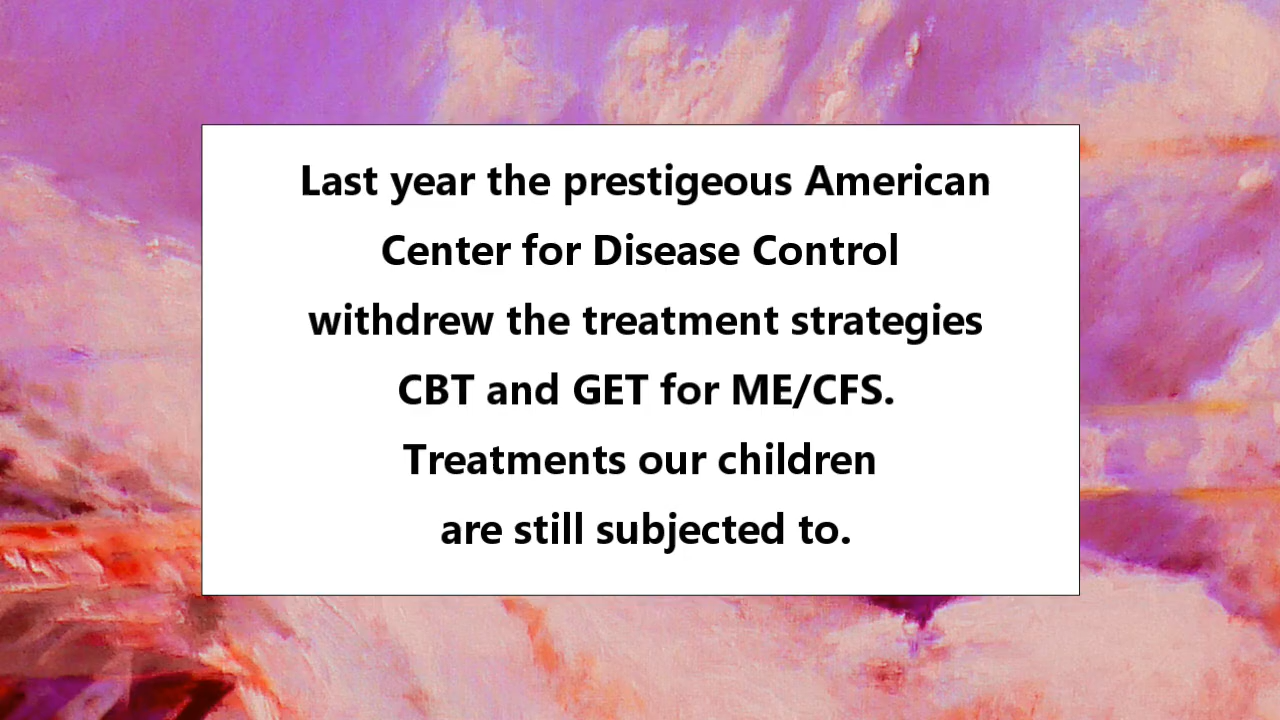 Last year the prestigeous American
Center for Disease Control
withdrew the treatment strategies
CBT and GET for ME/CFS.
Treatments our children
are still subjected to.